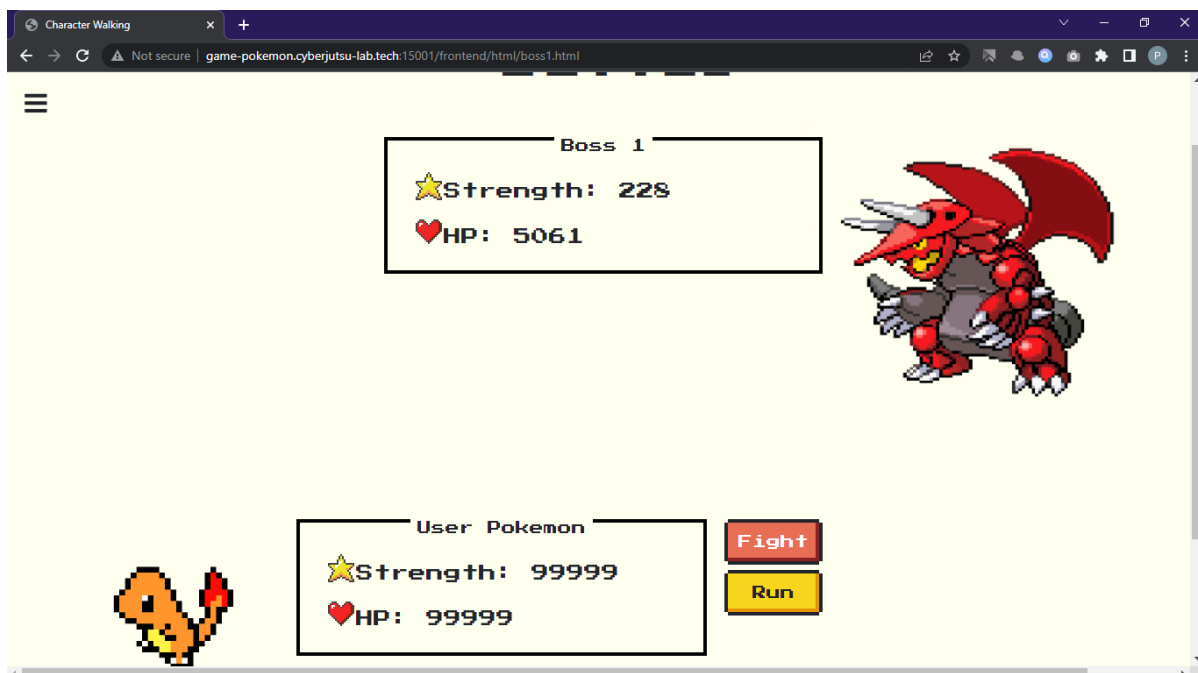 Character Walking
Not secure | game-pokemon.cyberjutsu-lab.tech:15001/frontend/html/boss1.html
P
Boss 1
Strength: 228
HP: 5061
User Pokemon
Strength: 99999
HP: 99999
Fight
Run